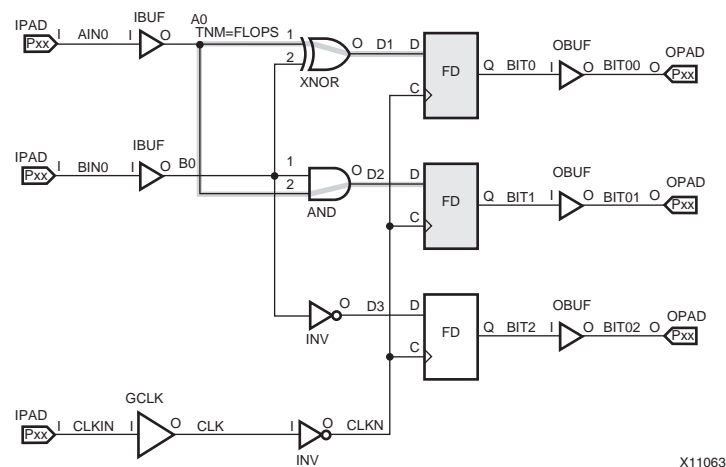 IPAD IBUF A0 OBUF OPAD
Pxx I AIN0 I O TNM=FLOPS 1 O D1 D FD Q BIT0 I O BIT00 O Pxx
2
XNOR
C
IPAD IBUF OBUF OPAD
Pxx I BIN0 I O B0 1 O D2 D FD Q BIT1 I O BIT01 O Pxx
2
AND
C
OBUF OPAD
O D3 D FD Q BIT2 I O BIT02 O Pxx
INV
C
IPAD GCLK
Pxx I CLKIN I O CLK I O CLKN
INV
X11063